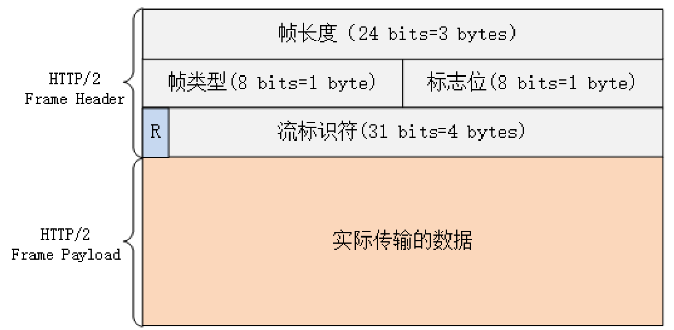 帧长度（24 bits=3 bytes）
HTTP/2
Frame Header
帧类型(8 bits=1 byte)
标志位(8 bits=1 byte)
R
流标识符(31 bits=4 bytes)
HTTP/2
Frame Payload
实际传输的数据